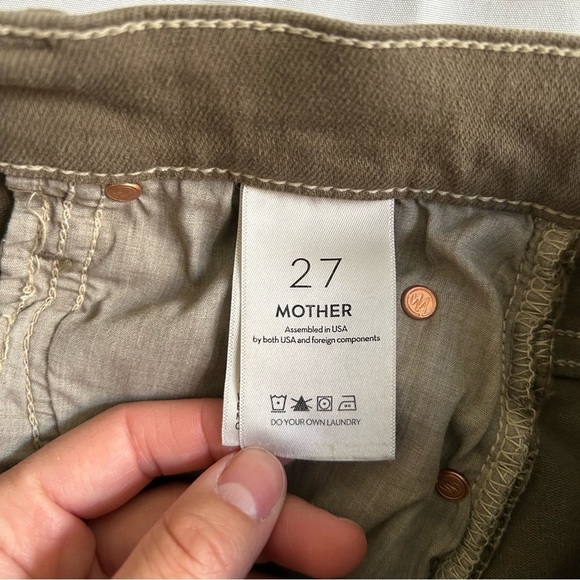 27
MOTHER
Assembled in USA
by both USA and foreign components
DO YOUR OWN LAUNDRY